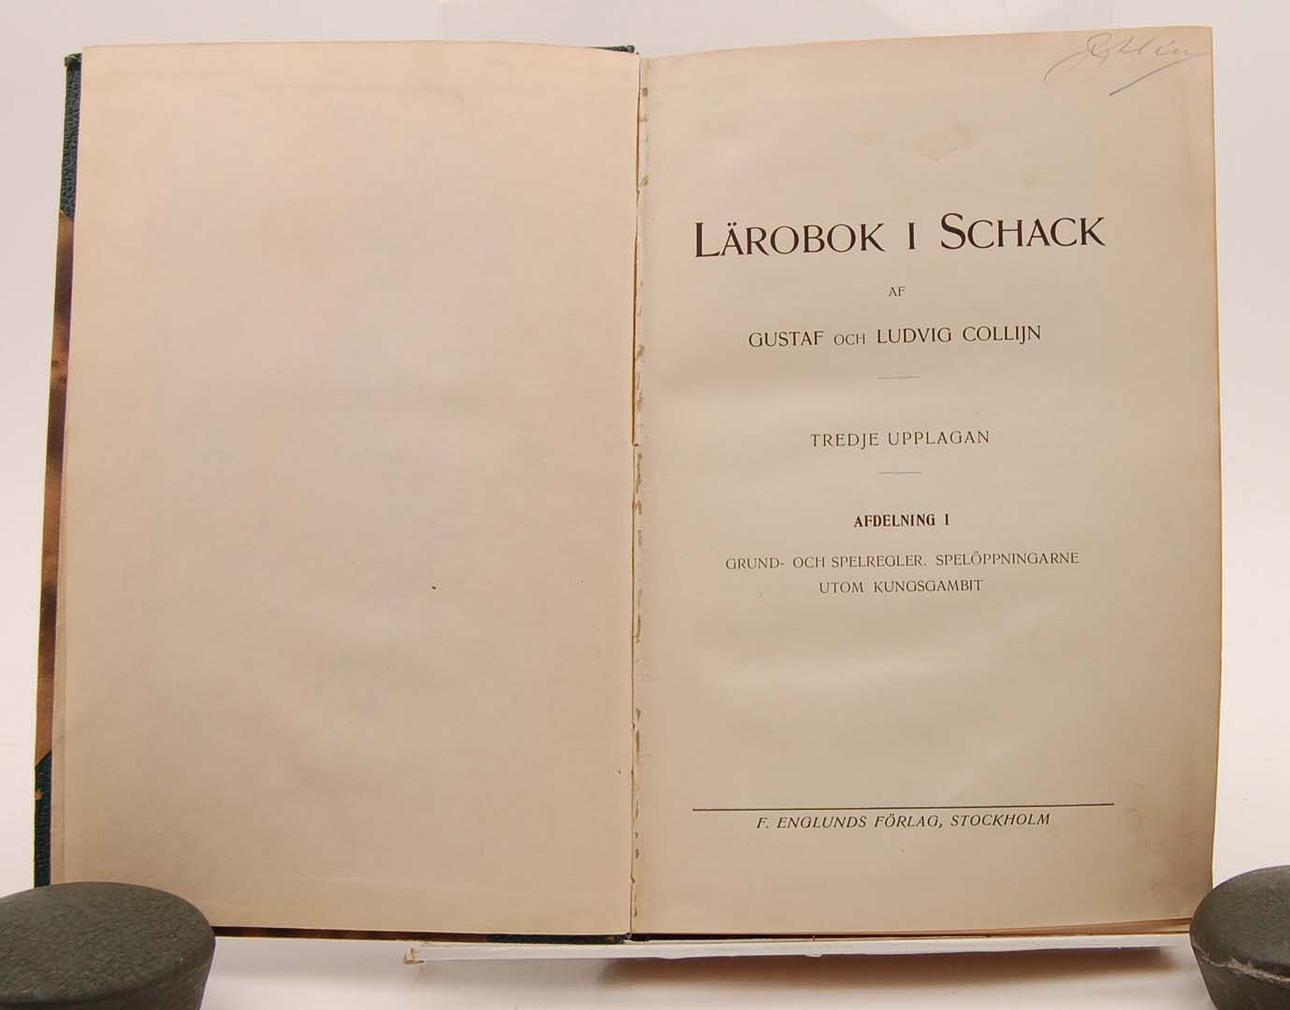 LÄROBOK I SCHACK
AF
GUSTAF OCH LUDVIG COLLIJN
TREDJE UPPLAGAN
AFDELNING I
GRUND- OCH SPELREGLER. SPELÖPPNINGARNE
UTOM KUNGSGAMBIT
F. ENGLUNDS FÖRLAG, STOCKHOLM